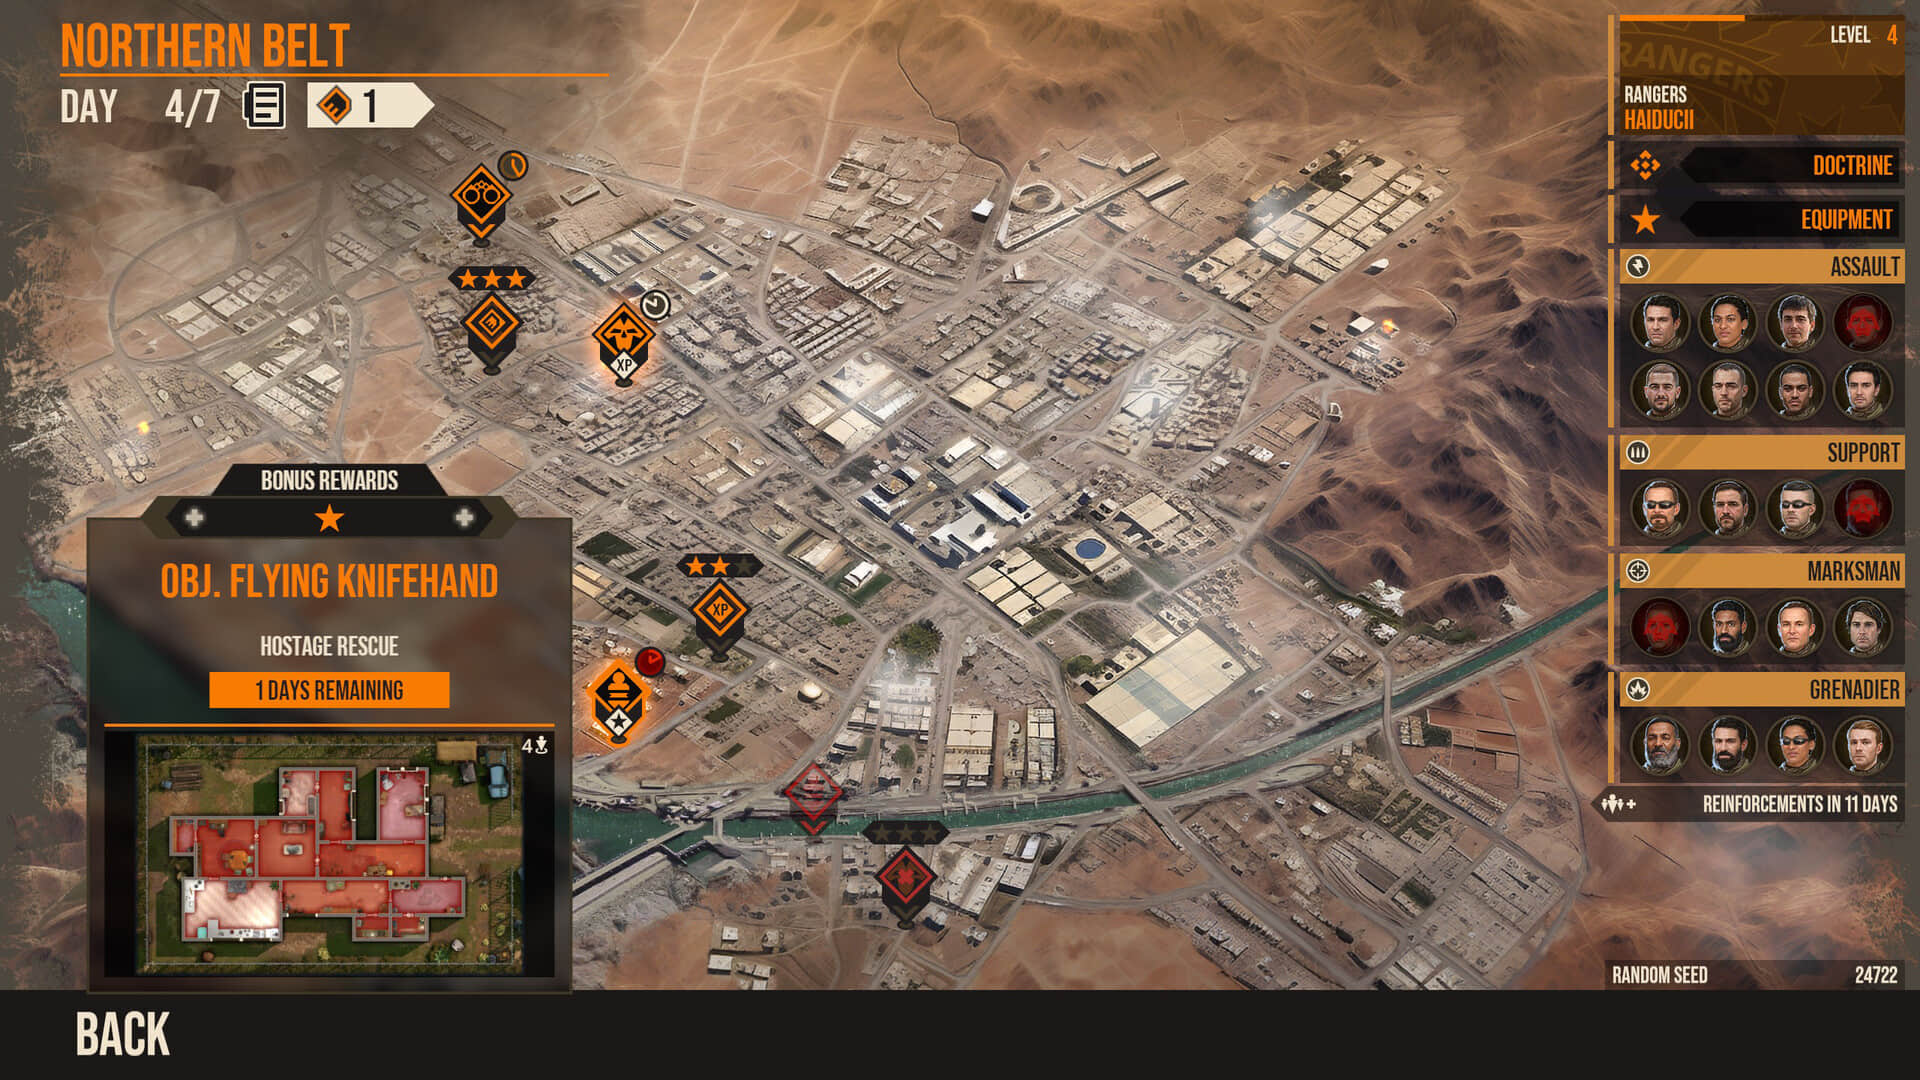 NORTHERN BELT
DAY 4/7 1
XP
XP
BONUS REWARDS
OBJ. FLYING KNIFEHAND
HOSTAGE RESCUE
1 DAYS REMAINING
4
BACK
LEVEL 4
RANGERS
RANGERS
HAIDUCII
DOCTRINE
EQUIPMENT
ASSAULT
SUPPORT
MARKSMAN
GRENADIER
REINFORCEMENTS IN 11 DAYS
RANDOM SEED 24722